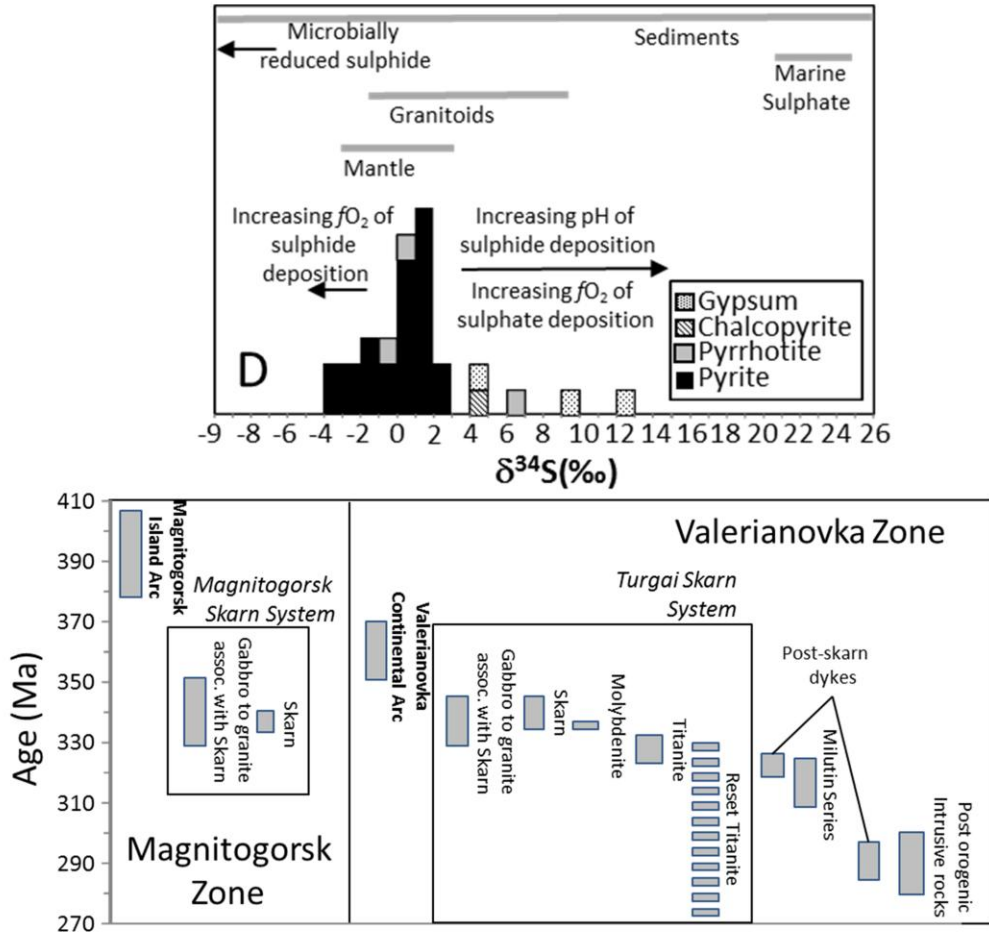 Microbially
reduced sulphide
Sediments
Marine
Sulphate
Granitoids
Mantle
Increasing fO₂ of
sulphide
deposition
Increasing pH of
sulphide deposition
Increasing fO₂ of
sulphate deposition
Gypsum
Chalcopyrite
Pyrrhotite
Pyrite
D
-9 -8 -6 -4 -2 0 2 4 6 8 10 12 14 16 18 20 22 24 26
δ³⁴S(‰)
Age (Ma)
410
390
370
350
330
310
290
270
Magnitogorsk
Island Arc
Magnitogorsk
Skarn System
Gabbro to granite
assoc. with Skarn
Skarn
Magnitogorsk
Zone
Valerianovka Zone
Valerianovka
Continental Arc
Turgai Skarn
System
Gabbro to granite
assoc. with Skarn
Skarn
Molybdenite
Titanite
Reset Titanite
Post-skarn
dykes
Milutin Series
Post orogenic
Intrusive rocks